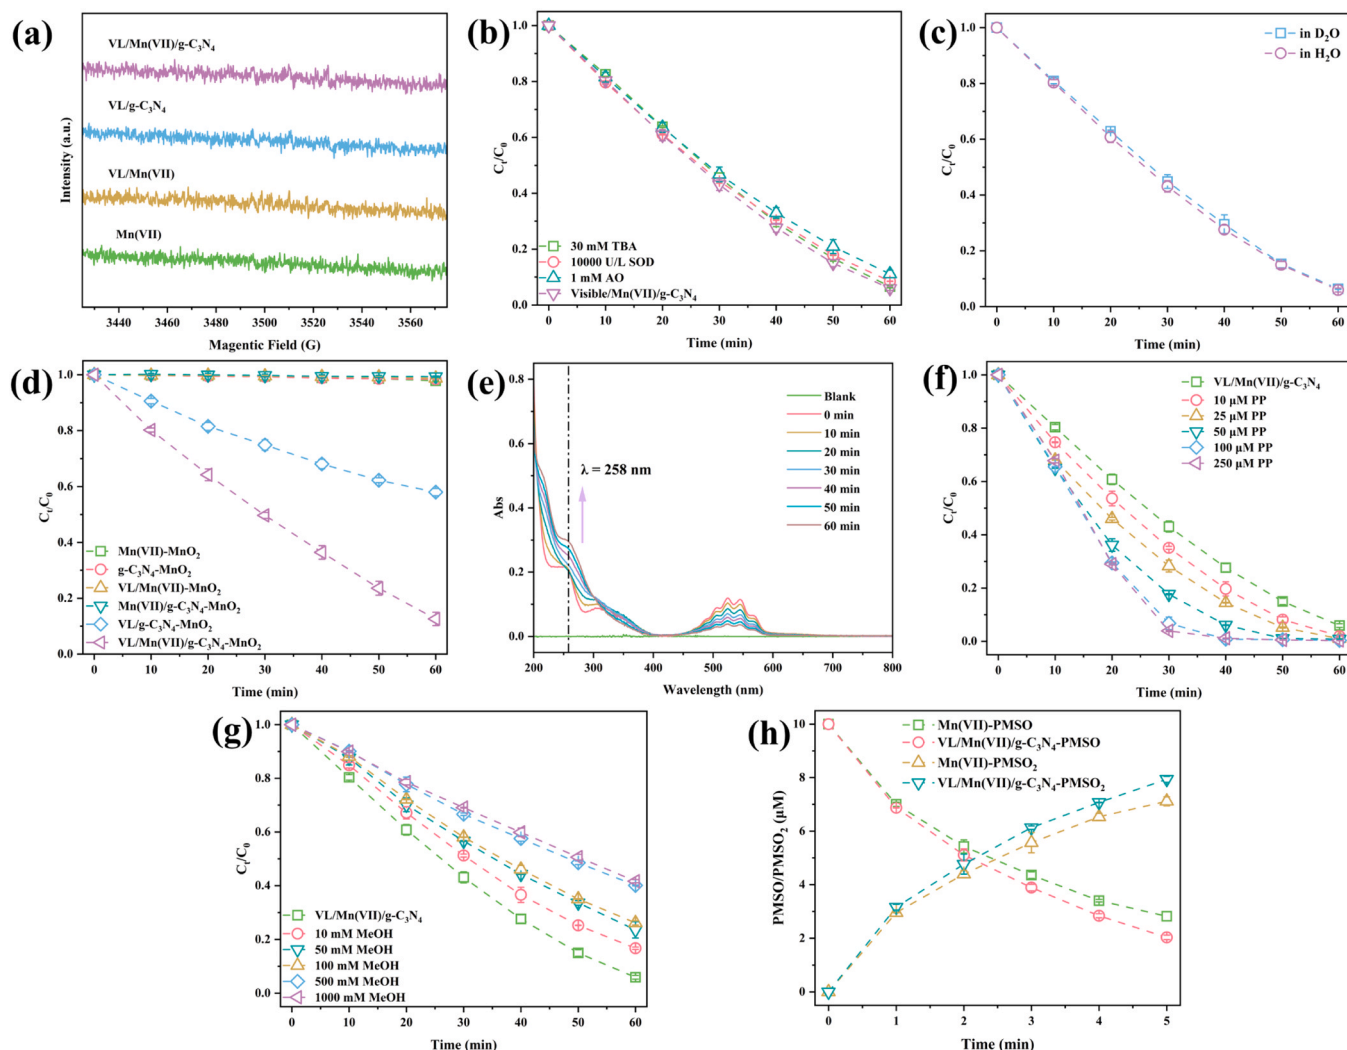 (a)
VL/Mn(VII)/g-C₃N₄
VL/g-C₃N₄
VL/Mn(VII)
Mn(VII)
Intensity (a.u.)
3440 3460 3480 3500 3520 3540 3560
Magentic Field (G)
(b)
1.0
0.8
0.6
0.4
0.2
0.0
Cₜ/C₀
30 mM TBA
10000 U/L SOD
1 mM AO
Visible/Mn(VII)/g-C₃N₄
0 10 20 30 40 50 60
Time (min)
(c)
in D₂O
in H₂O
1.0
0.8
0.6
0.4
0.2
0.0
Cₜ/C₀
0 10 20 30 40 50 60
Time (min)
(d)
1.0
0.8
0.6
0.4
0.2
0.0
Cₜ/C₀
Mn(VII)-MnO₂
g-C₃N₄-MnO₂
VL/Mn(VII)-MnO₂
Mn(VII)/g-C₃N₄-MnO₂
VL/g-C₃N₄-MnO₂
VL/Mn(VII)/g-C₃N₄-MnO₂
0 10 20 30 40 50 60
Time (min)
(e)
0.8
0.6
0.4
0.2
0.0
Abs
λ = 258 nm
Blank
0 min
10 min
20 min
30 min
40 min
50 min
60 min
200 300 400 500 600 700 800
Wavelength (nm)
(f)
1.0
0.8
0.6
0.4
0.2
0.0
Cₜ/C₀
VL/Mn(VII)/g-C₃N₄
10 μM PP
25 μM PP
50 μM PP
100 μM PP
250 μM PP
0 10 20 30 40 50 60
Time (min)
(g)
1.0
0.8
0.6
0.4
0.2
0.0
Cₜ/C₀
VL/Mn(VII)/g-C₃N₄
10 mM MeOH
50 mM MeOH
100 mM MeOH
500 mM MeOH
1000 mM MeOH
0 10 20 30 40 50 60
Time (min)
(h)
10
8
6
4
2
0
PMSO/PMSO₂ (μM)
Mn(VII)-PMSO
VL/Mn(VII)/g-C₃N₄-PMSO
Mn(VII)-PMSO₂
VL/Mn(VII)/g-C₃N₄-PMSO₂
0 1 2 3 4 5
Time (min)